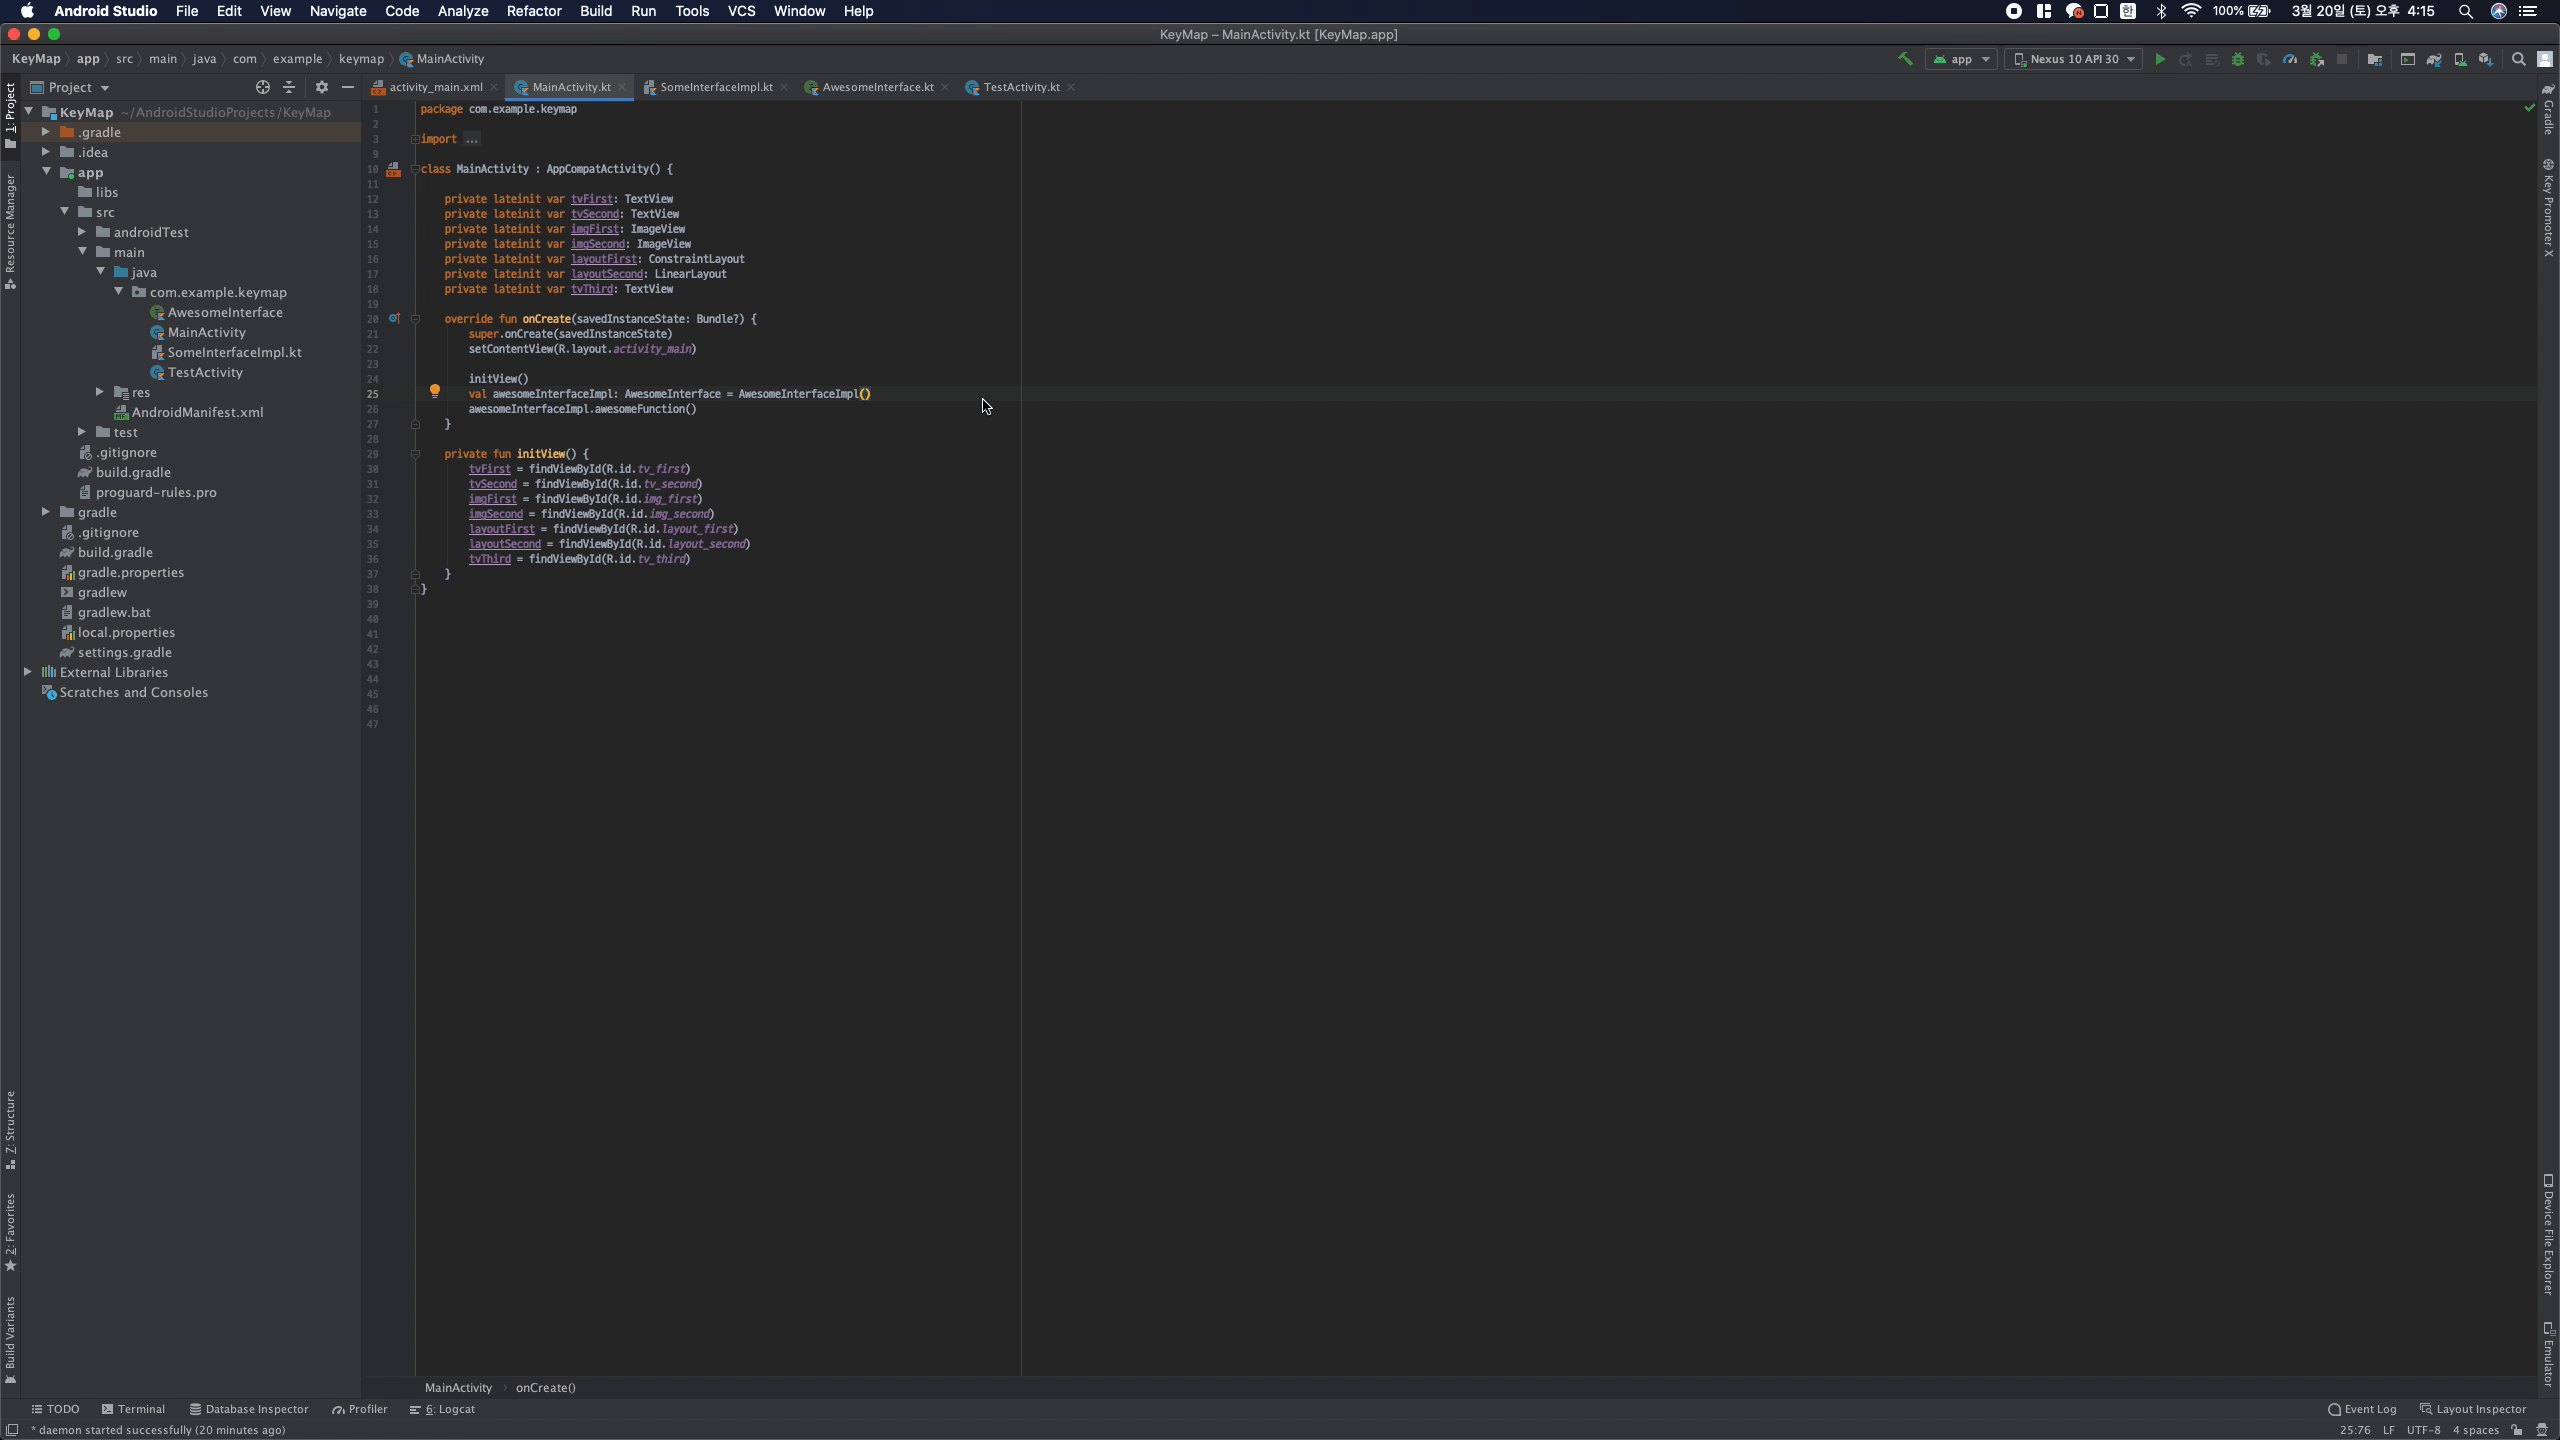 Android Studio File Edit View Navigate Code Analyze Refactor Build Run Tools VCS Window Help
한 100% 3월 20일 (토) 오후 4:15
KeyMap – MainActivity.kt [KeyMap.app]
KeyMap app src main java com example keymap MainActivity
app Nexus 10 API 30
Project
activity_main.xml MainActivity.kt SomeInterfaceImpl.kt AwesomeInterface.kt TestActivity.kt
1: Project
Resource Manager
Z: Structure
2: Favorites
Build Variants
KeyMap ~/AndroidStudioProjects/KeyMap
.gradle
.idea
app
libs
src
androidTest
main
java
com.example.keymap
AwesomeInterface
MainActivity
SomeInterfaceImpl.kt
TestActivity
res
AndroidManifest.xml
test
.gitignore
build.gradle
proguard-rules.pro
gradle
.gitignore
build.gradle
gradle.properties
gradlew
gradlew.bat
local.properties
settings.gradle
External Libraries
Scratches and Consoles
1 package com.example.keymap
2
3 import ...
9
10 class MainActivity : AppCompatActivity() {
11
12 private lateinit var tvFirst: TextView
13 private lateinit var tvSecond: TextView
14 private lateinit var imgFirst: ImageView
15 private lateinit var imgSecond: ImageView
16 private lateinit var layoutFirst: ConstraintLayout
17 private lateinit var layoutSecond: LinearLayout
18 private lateinit var tvThird: TextView
19
20 override fun onCreate(savedInstanceState: Bundle?) {
21 super.onCreate(savedInstanceState)
22 setContentView(R.layout.activity_main)
23
24 initView()
25 val awesomeInterfaceImpl: AwesomeInterface = AwesomeInterfaceImpl()
26 awesomeInterfaceImpl.awesomeFunction()
27 }
28
29 private fun initView() {
30 tvFirst = findViewById(R.id.tv_first)
31 tvSecond = findViewById(R.id.tv_second)
32 imgFirst = findViewById(R.id.img_first)
33 imgSecond = findViewById(R.id.img_second)
34 layoutFirst = findViewById(R.id.layout_first)
35 layoutSecond = findViewById(R.id.layout_second)
36 tvThird = findViewById(R.id.tv_third)
37 }
38 }
39
40
41
42
43
44
45
46
47
Gradle
Key Promoter X
Device File Explorer
Emulator
MainActivity onCreate()
TODO Terminal Database Inspector Profiler 6: Logcat
Event Log Layout Inspector
* daemon started successfully (20 minutes ago)
25:76 LF UTF-8 4 spaces